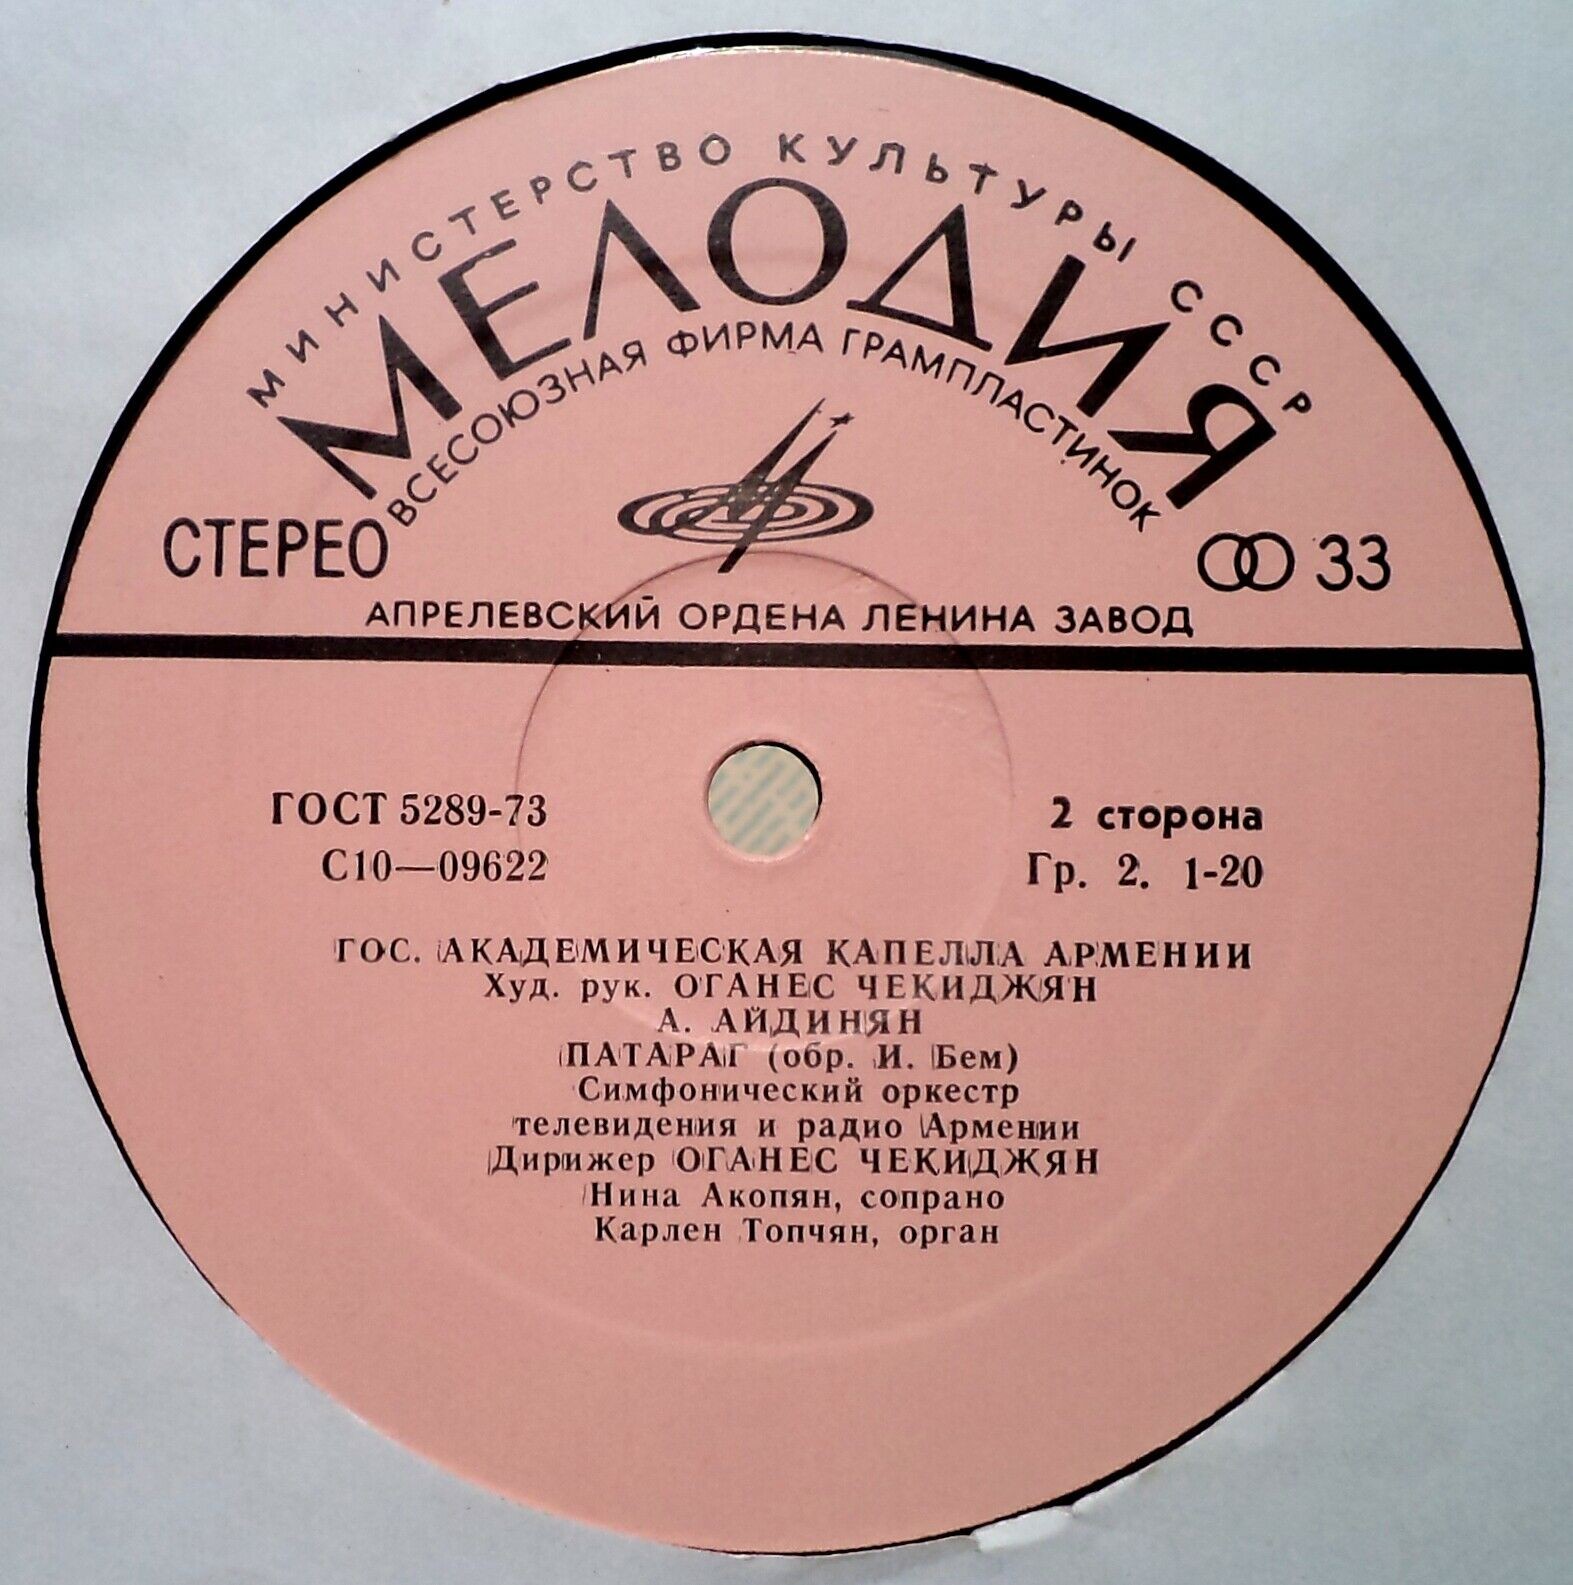 МИНИСТЕРСТВО КУЛЬТУРЫ СССР
МЕЛОДИЯ
ВСЕСОЮЗНАЯ ФИРМА ГРАМПЛАСТИНОК
СТЕРЕО
33
АПРЕЛЕВСКИЙ ОРДЕНА ЛЕНИНА ЗАВОД
ГОСТ 5289-73
2 сторона
С10—09622
Гр. 2. 1-20
ГОС. АКАДЕМИЧЕСКАЯ КАПЕЛЛА АРМЕНИИ
Худ. рук. ОГАНЕС ЧЕКИДЖЯН
А. АЙДИНЯН
ПАТАРАГ (обр. И. Бем)
Симфонический оркестр
телевидения и радио Армении
Дирижер ОГАНЕС ЧЕКИДЖЯН
Нина Акопян, сопрано
Карлен Топчян, орган